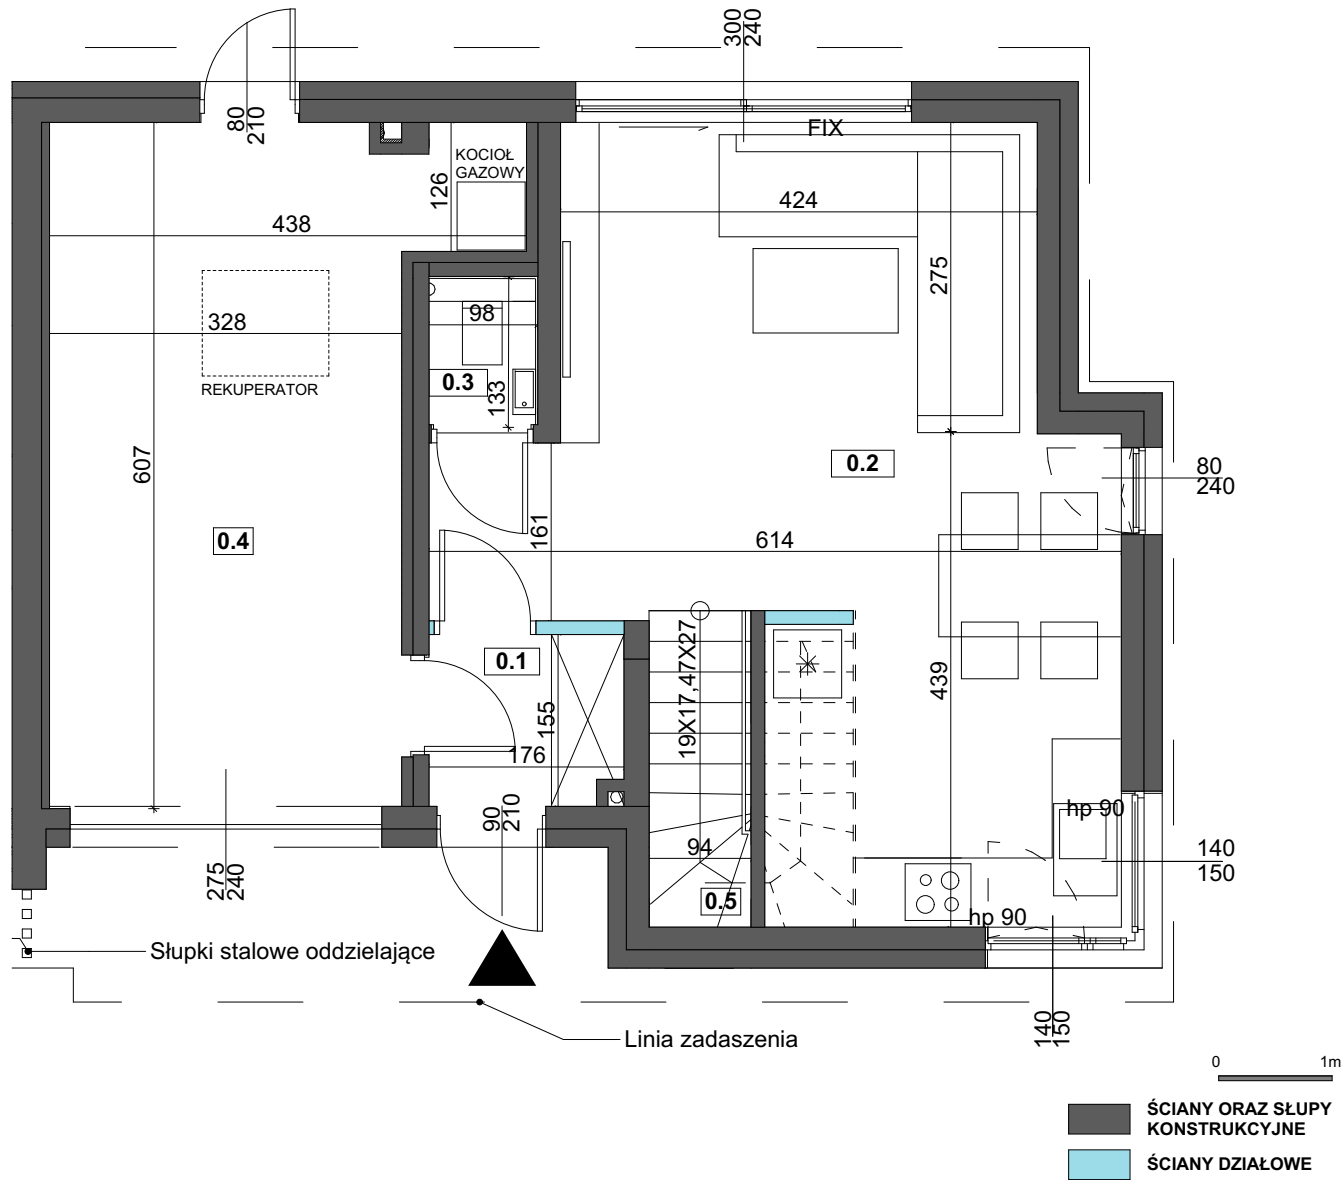 300
240
80
210
FIX
KOCIOŁ
GAZOWY
126
438
424
275
328
98
REKUPERATOR
0.3
133
607
0.2
80
240
0.4
161
614
0.1
19X17,47X27
439
155
176
hp 90
90
210
94
140
150
275
240
0.5
hp 90
Słupki stalowe oddzielające
140
150
Linia zadaszenia
0 1m
ŚCIANY ORAZ SŁUPY
KONSTRUKCYJNE
ŚCIANY DZIAŁOWE